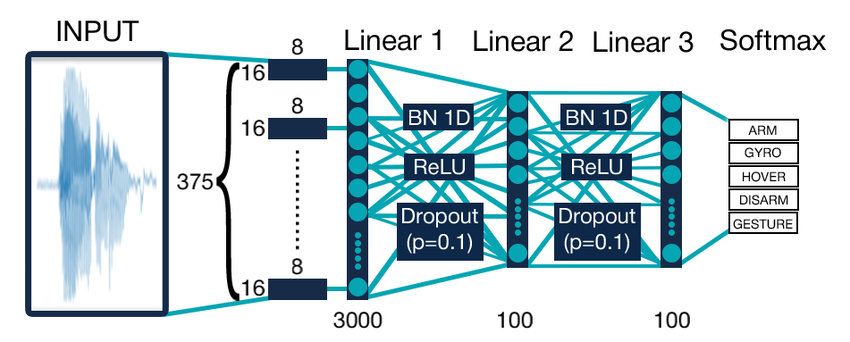 INPUT
8
Linear 1
Linear 2
Linear 3
Softmax
16
8
16
375
8
16
BN 1D
ReLU
Dropout
(p=0.1)
BN 1D
ReLU
Dropout
(p=0.1)
ARM
GYRO
HOVER
DISARM
GESTURE
3000
100
100